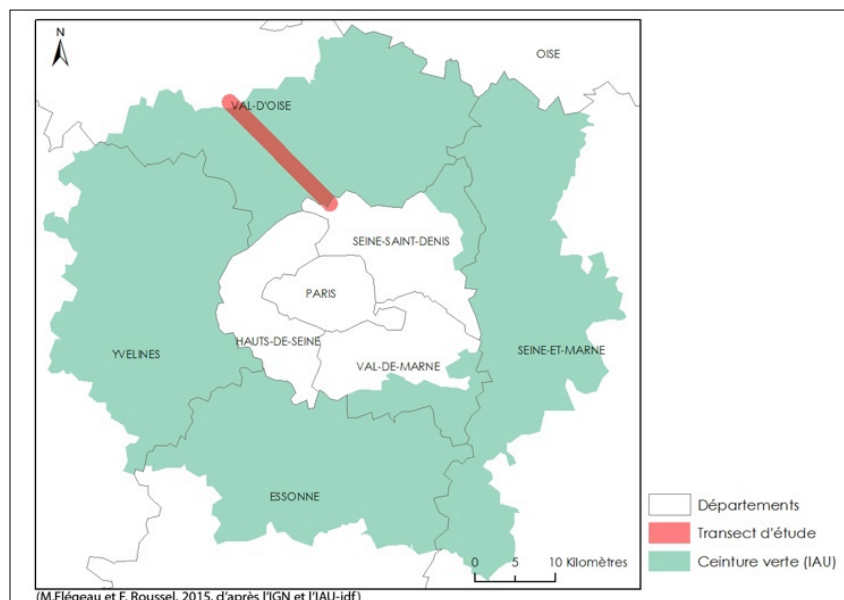 N
OISE
VAL-D'OISE
SEINE-SAINT-DENIS
PARIS
HAUTS-DE-SEINE
YVELINES
VAL-DE-MARNE
SEINE-ET-MARNE
ESSONNE
0 5 10 Kilomètres
Départements
Transect d'étude
Ceinture verte (IAU)
(M.Flégeau et F. Roussel, 2015, d'après l'IGN et l'IAU-idf)